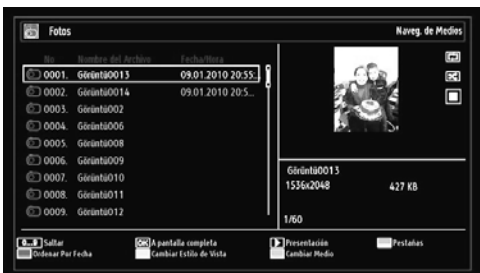 Fotos Naveg. de Medios
No Nombre del Archivo Fecha/Hora
0001. Görüntü0013 09.01.2010 20:55:...
0002. Görüntü0014 09.01.2010 20:5...
0003. Görüntü002
0004. Görüntü006
0005. Görüntü008
0006. Görüntü009
0007. Görüntü010
0008. Görüntü011
0009. Görüntü012
Görüntü0013
1536x2048 427 KB
1/60
0...9 Saltar OK A pantalla completa Presentación Pestañas
Ordenar Por Fecha Cambiar Estilo de Vista Cambiar Medio